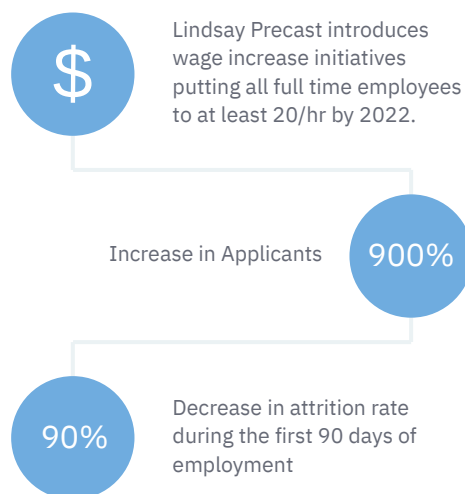 $
Lindsay Precast introduces
wage increase initiatives
putting all full time employees
to at least 20/hr by 2022.
Increase in Applicants
900%
90%
Decrease in attrition rate
during the first 90 days of
employment